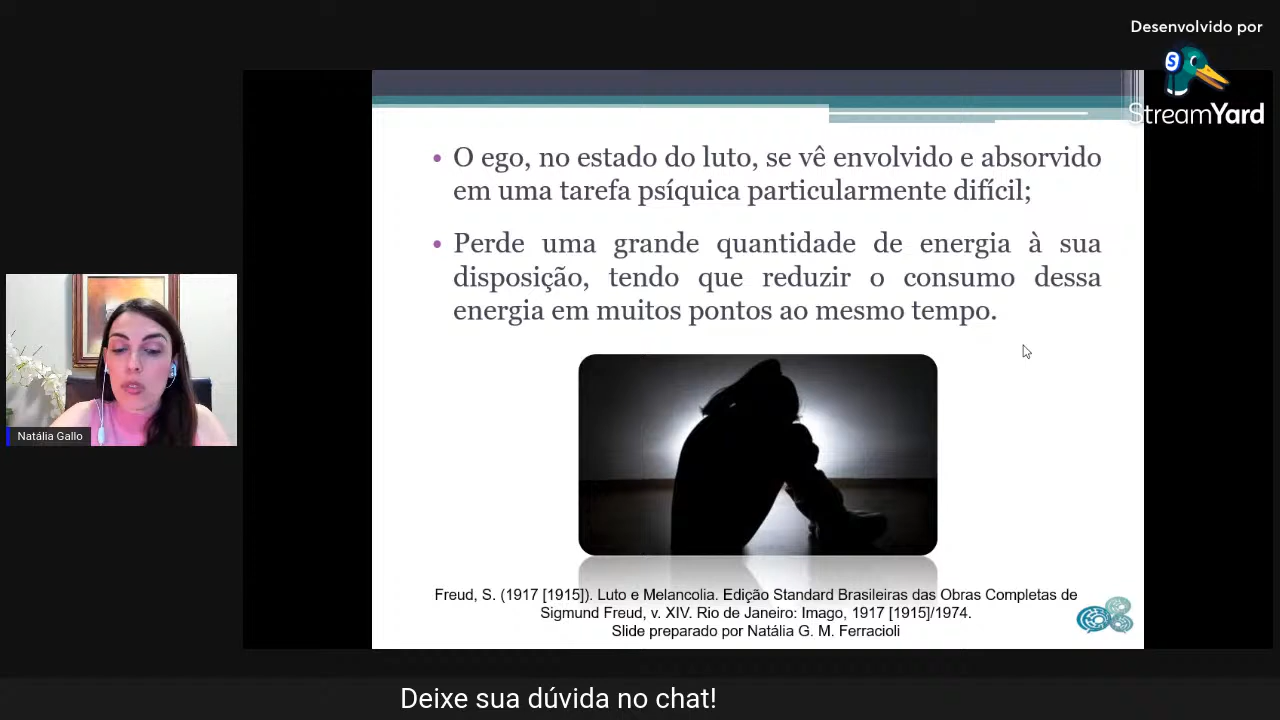 Desenvolvido por
StreamYard
• O ego, no estado do luto, se vê envolvido e absorvido
em uma tarefa psíquica particularmente difícil;
• Perde uma grande quantidade de energia à sua
disposição, tendo que reduzir o consumo dessa
energia em muitos pontos ao mesmo tempo.
Natália Gallo
Freud, S. (1917 [1915]). Luto e Melancolia. Edição Standard Brasileiras das Obras Completas de
Sigmund Freud, v. XIV. Rio de Janeiro: Imago, 1917 [1915]/1974.
Slide preparado por Natália G. M. Ferracioli
Deixe sua dúvida no chat!